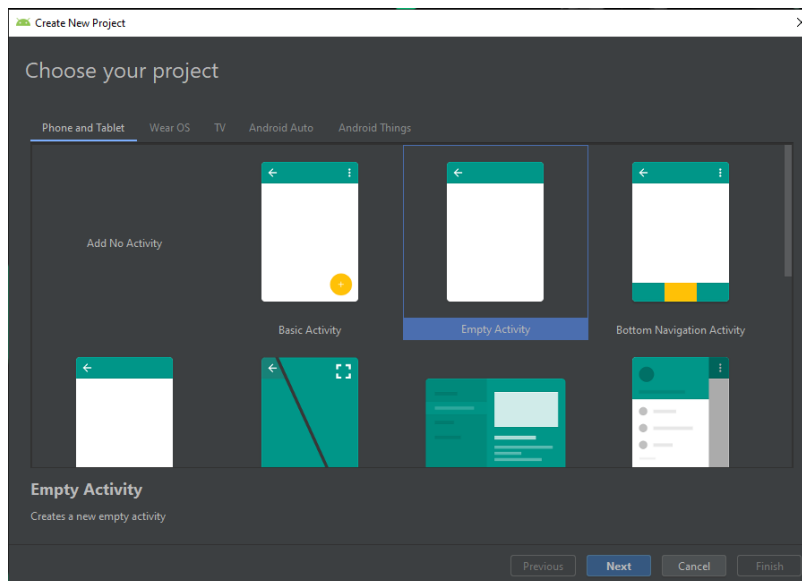 Create New Project
Choose your project
Phone and Tablet Wear OS TV Android Auto Android Things
Add No Activity
Basic Activity
Empty Activity
Bottom Navigation Activity
Empty Activity
Creates a new empty activity
Previous Next Cancel Finish